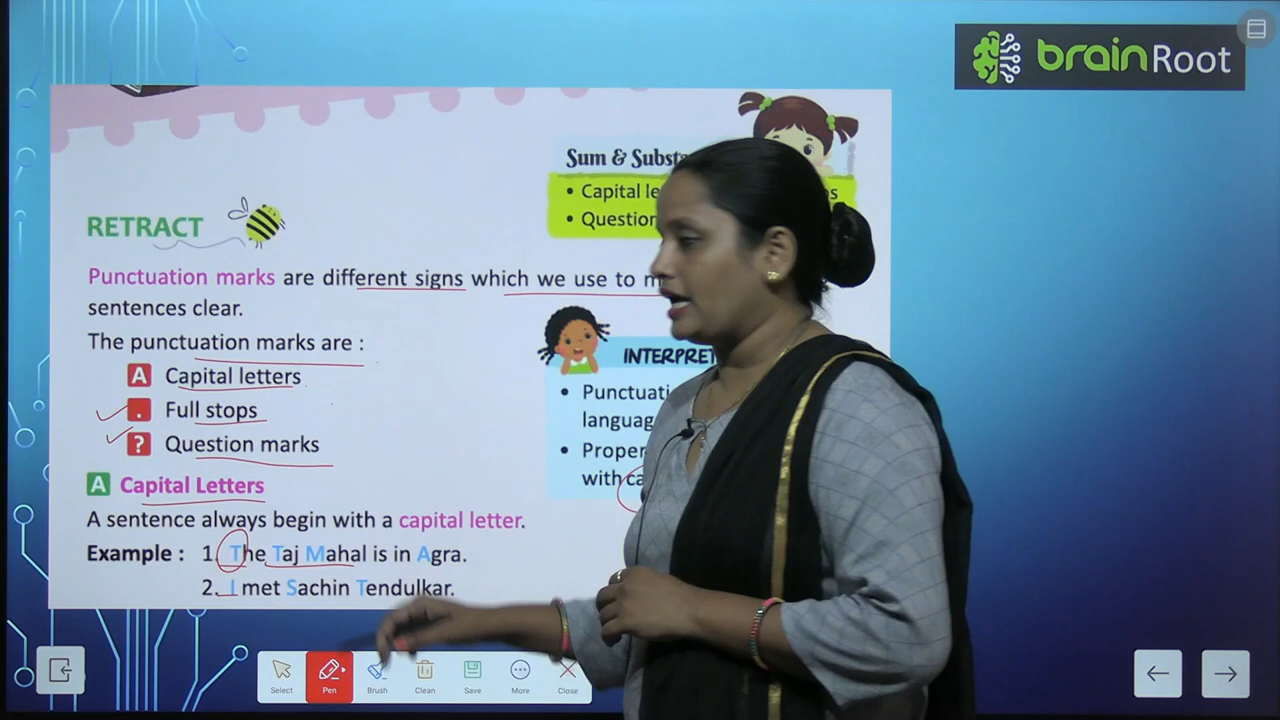 brainRoot
Sum & Subst
• Capital le
• Question
RETRACT
Punctuation marks are different signs which we use to m
sentences clear.
The punctuation marks are :
A Capital letters
. Full stops
? Question marks
INTERPRET
• Punctuati
languag
• Proper
with ca
A Capital Letters
A sentence always begin with a capital letter.
Example : 1. The Taj Mahal is in Agra.
2. I met Sachin Tendulkar.
Select Pen Brush Clean Save More Close